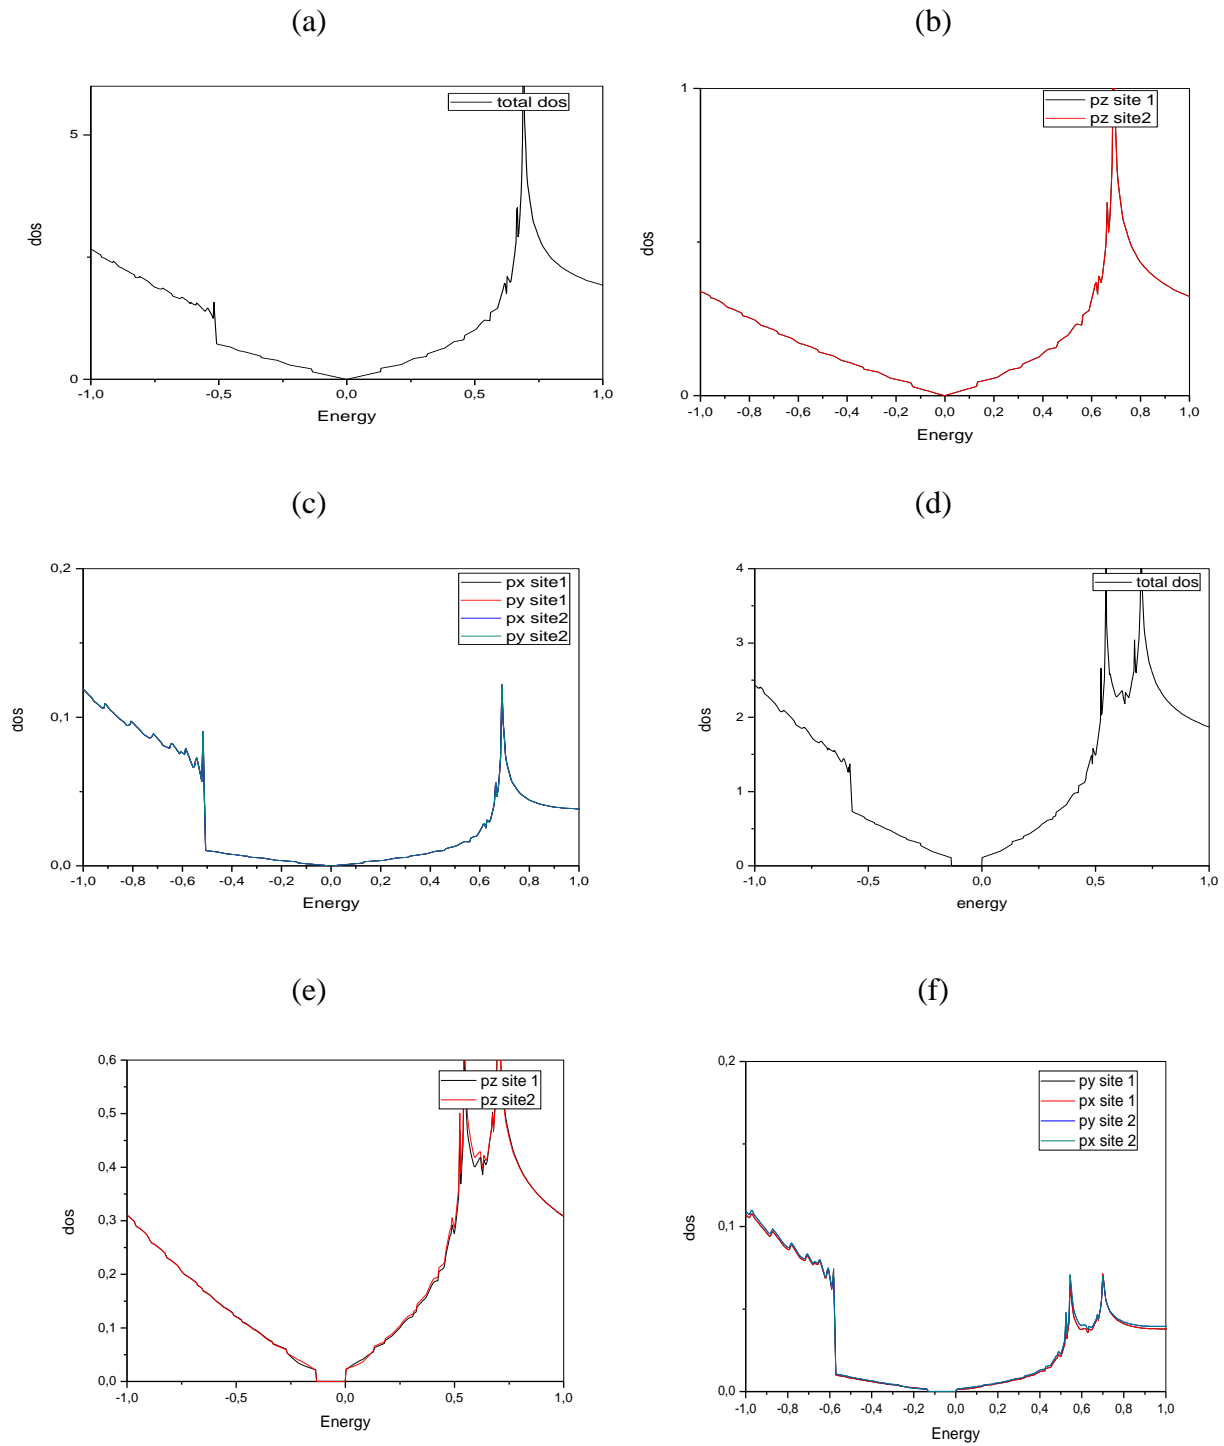 (a)
(b)
total dos
5
0
-1,0
-0,5
0,0
0,5
1,0
dos
Energy
pz site 1
pz site2
1
0
-1,0
-0,8
-0,6
-0,4
-0,2
0,0
0,2
0,4
0,6
0,8
1,0
dos
Energy
(c)
(d)
px site1
py site1
px site2
py site2
0,2
0,1
0,0
-1,0
-0,8
-0,6
-0,4
-0,2
0,0
0,2
0,4
0,6
0,8
1,0
dos
Energy
total dos
4
3
2
1
0
-1,0
-0,5
0,0
0,5
1,0
dos
energy
(e)
(f)
pz site 1
pz site2
0,6
0,5
0,4
0,3
0,2
0,1
0,0
-1,0
-0,5
0,0
0,5
1,0
dos
Energy
py site 1
px site 1
py site 2
px site 2
0,2
0,1
0,0
-1,0
-0,8
-0,6
-0,4
-0,2
0,0
0,2
0,4
0,6
0,8
1,0
dos
Energy